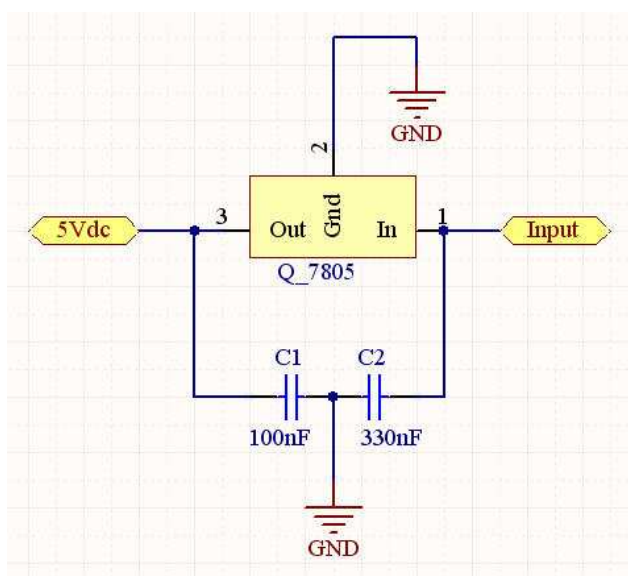 GND
2
5Vdc
3
Out
Gnd
In
1
Input
Q_7805
C1
C2
100nF
330nF
GND